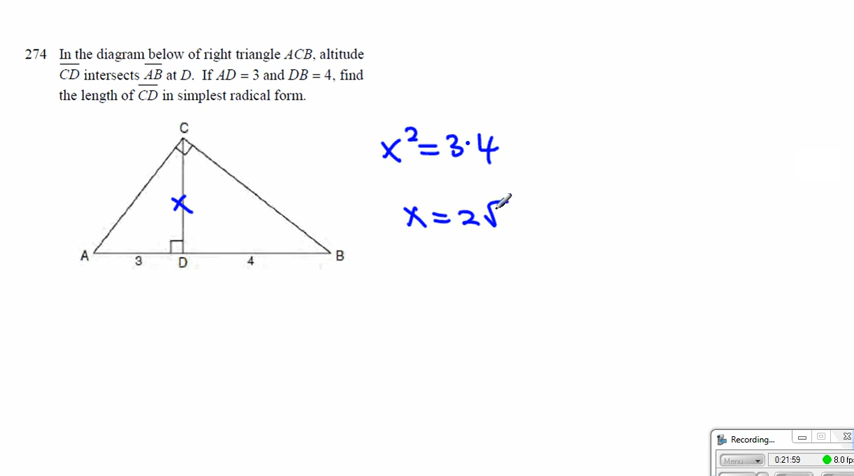 274 In the diagram below of right triangle ACB, altitude
CD intersects AB at D. If AD = 3 and DB = 4, find
the length of CD in simplest radical form.
C
x² = 3·4
x
x = 2√
A
3
D
4
B
Recording...
Menu
0:21:59
8.0 fp